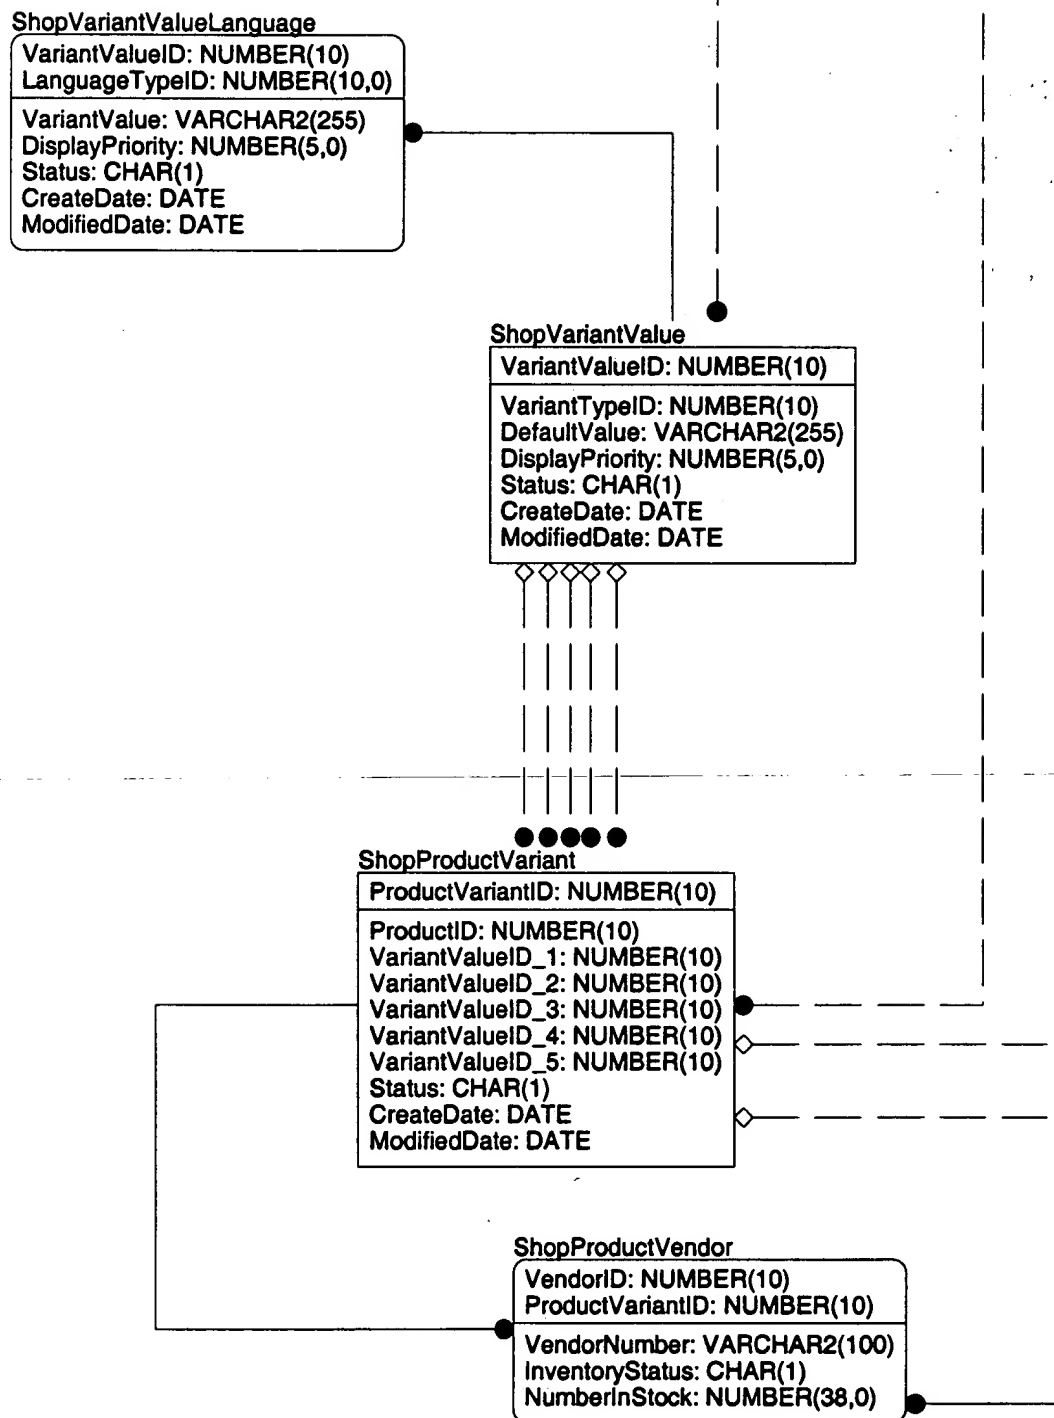 ShopVariantValueLanguage
VariantValueID: NUMBER(10)
LanguageTypeID: NUMBER(10,0)
VariantValue: VARCHAR2(255)
DisplayPriority: NUMBER(5,0)
Status: CHAR(1)
CreateDate: DATE
ModifiedDate: DATE
ShopVariantValue
VariantValueID: NUMBER(10)
VariantTypeID: NUMBER(10)
DefaultValue: VARCHAR2(255)
DisplayPriority: NUMBER(5,0)
Status: CHAR(1)
CreateDate: DATE
ModifiedDate: DATE
ShopProductVariant
ProductVariantID: NUMBER(10)
ProductID: NUMBER(10)
VariantValueID_1: NUMBER(10)
VariantValueID_2: NUMBER(10)
VariantValueID_3: NUMBER(10)
VariantValueID_4: NUMBER(10)
VariantValueID_5: NUMBER(10)
Status: CHAR(1)
CreateDate: DATE
ModifiedDate: DATE
ShopProductVendor
VendorID: NUMBER(10)
ProductVariantID: NUMBER(10)
VendorNumber: VARCHAR2(100)
InventoryStatus: CHAR(1)
NumberInStock: NUMBER(38,0)